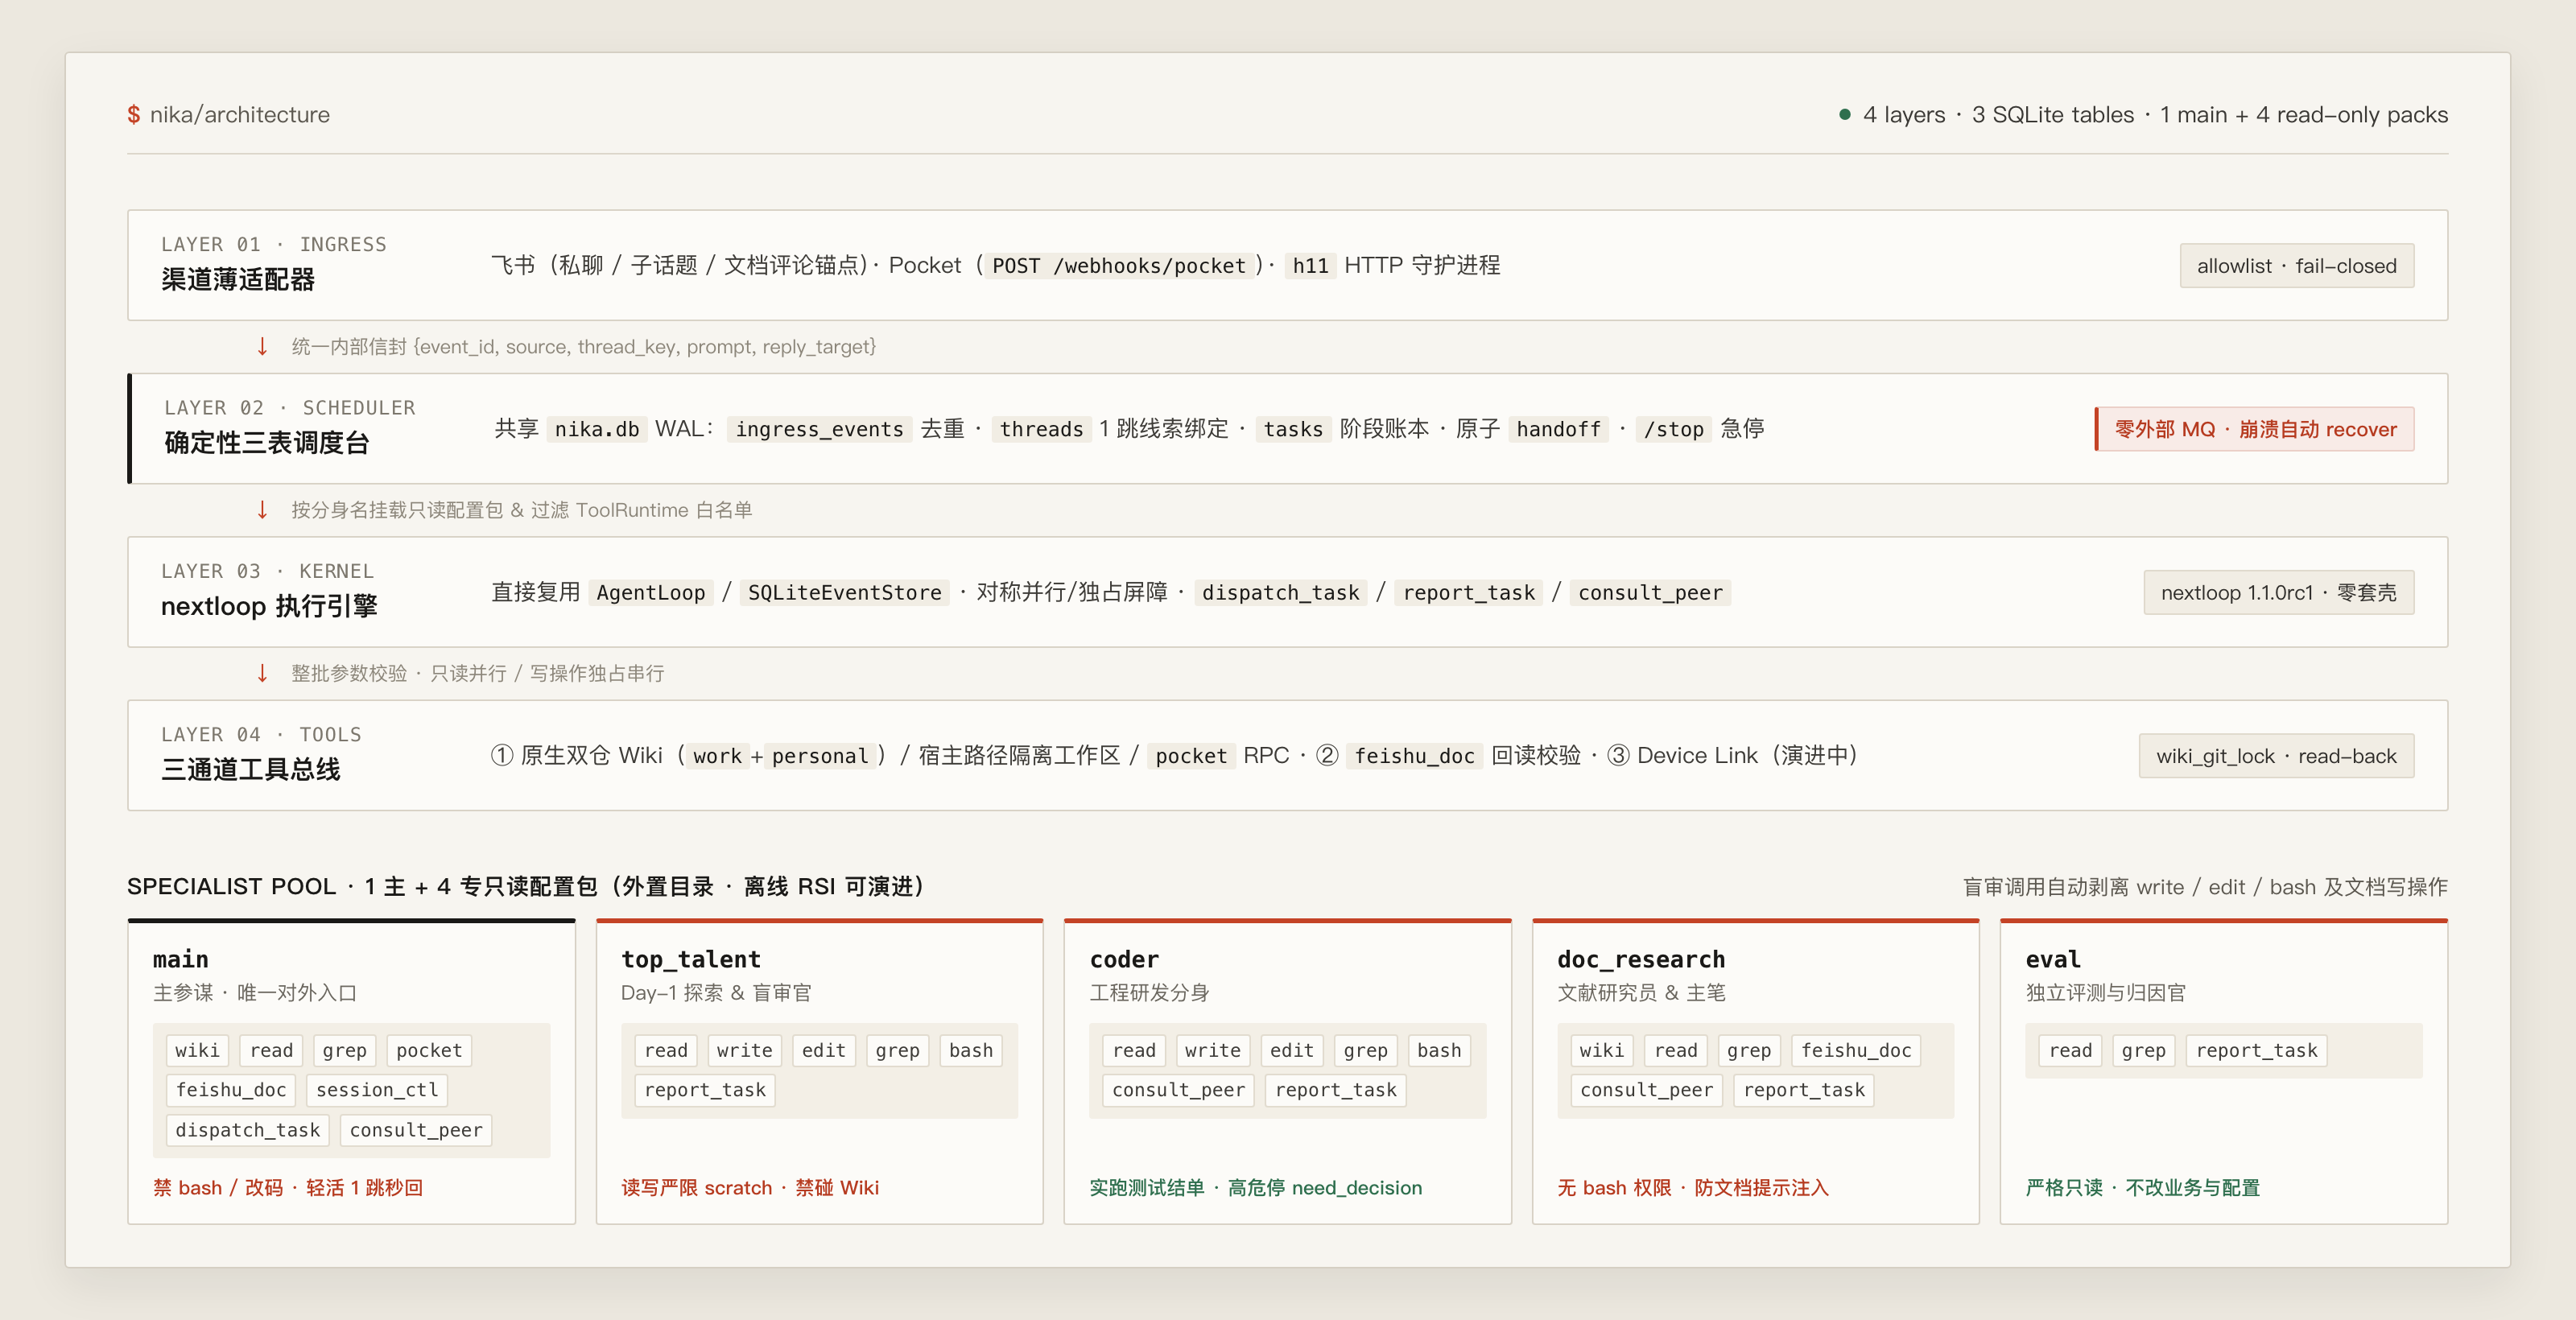 $ nika/architecture
● 4 layers · 3 SQLite tables · 1 main + 4 read-only packs
LAYER 01 · INGRESS
渠道薄适配器
飞书（私聊 / 子话题 / 文档评论锚点）· Pocket（POST /webhooks/pocket）· h11 HTTP 守护进程
allowlist · fail-closed
↓ 统一内部信封 {event_id, source, thread_key, prompt, reply_target}
LAYER 02 · SCHEDULER
确定性三表调度台
共享 nika.db WAL：ingress_events 去重 · threads 1 跳线索绑定 · tasks 阶段账本 · 原子 handoff · /stop 急停
零外部 MQ · 崩溃自动 recover
↓ 按分身名挂载只读配置包 & 过滤 ToolRuntime 白名单
LAYER 03 · KERNEL
nextloop 执行引擎
直接复用 AgentLoop / SQLiteEventStore · 对称并行/独占屏障 · dispatch_task / report_task / consult_peer
nextloop 1.1.0rc1 · 零套壳
↓ 整批参数校验 · 只读并行 / 写操作独占串行
LAYER 04 · TOOLS
三通道工具总线
① 原生双仓 Wiki（work+personal）/ 宿主路径隔离工作区 / pocket RPC · ② feishu_doc 回读校验 · ③ Device Link（演进中）
wiki_git_lock · read-back
SPECIALIST POOL · 1 主 + 4 专只读配置包（外置目录 · 离线 RSI 可演进）
盲审调用自动剥离 write / edit / bash 及文档写操作
main
主参谋 · 唯一对外入口
wiki read grep pocket
feishu_doc session_ctl
dispatch_task consult_peer
禁 bash / 改码 · 轻活 1 跳秒回
top_talent
Day-1 探索 & 盲审官
read write edit grep bash
report_task
读写严限 scratch · 禁碰 Wiki
coder
工程研发分身
read write edit grep bash
consult_peer report_task
实跑测试结单 · 高危停 need_decision
doc_research
文献研究员 & 主笔
wiki read grep feishu_doc
consult_peer report_task
无 bash 权限 · 防文档提示注入
eval
独立评测与归因官
read grep report_task
严格只读 · 不改业务与配置